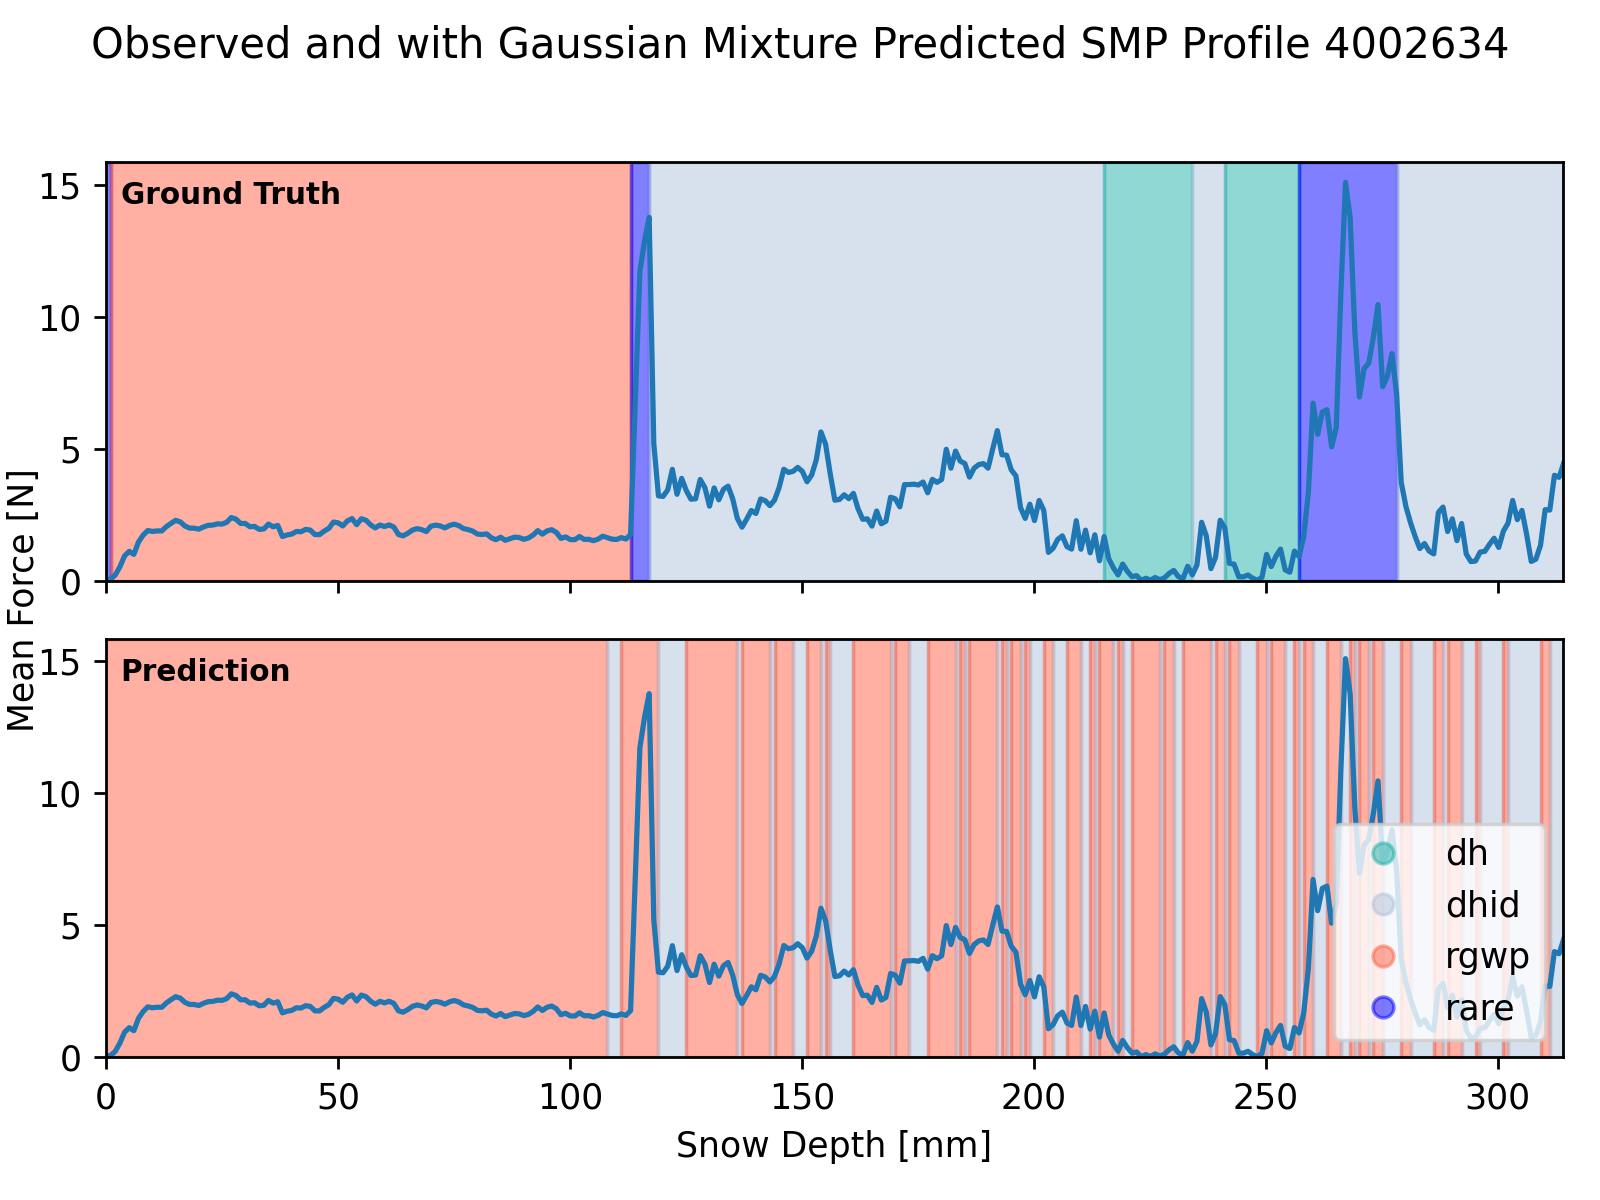 Observed and with Gaussian Mixture Predicted SMP Profile 4002634
Ground Truth
15
10
5
0
Mean Force [N]
Prediction
15
10
5
0
dh
dhid
rgwp
rare
0 50 100 150 200 250 300
Snow Depth [mm]